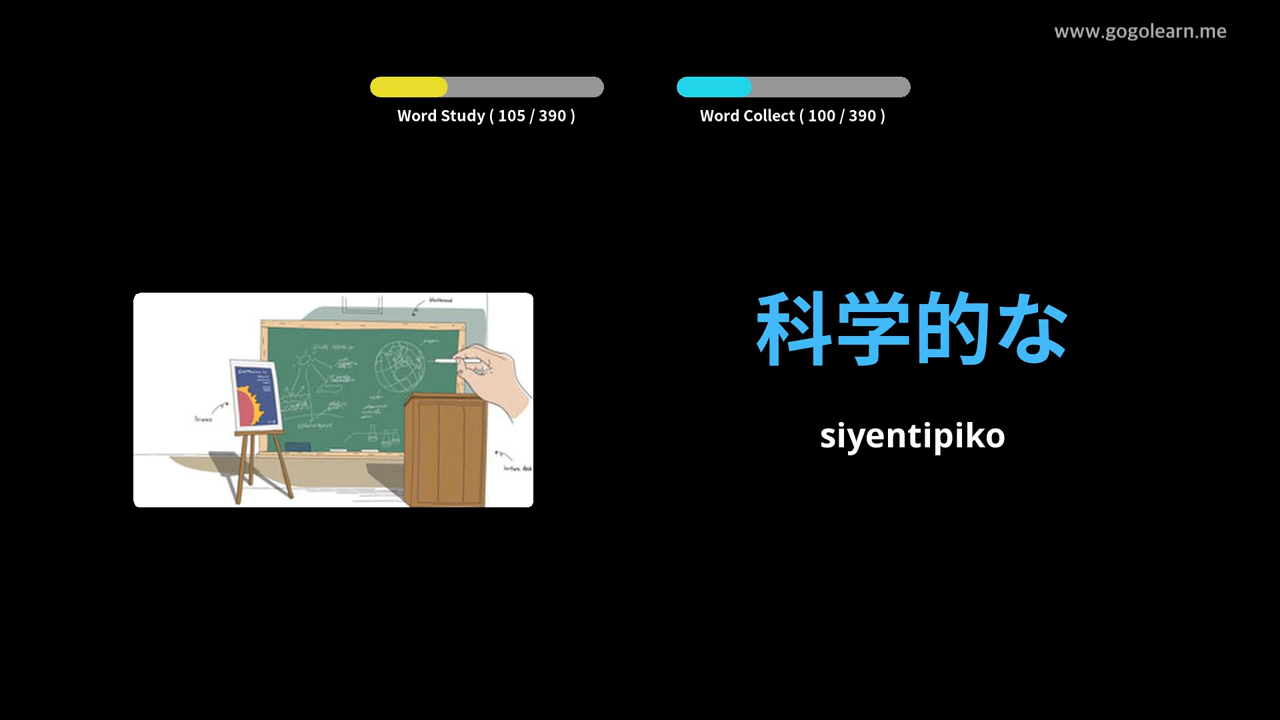 www.gogolearn.me
Word Study ( 105 / 390 )
Word Collect ( 100 / 390 )
科学的な
siyentipiko